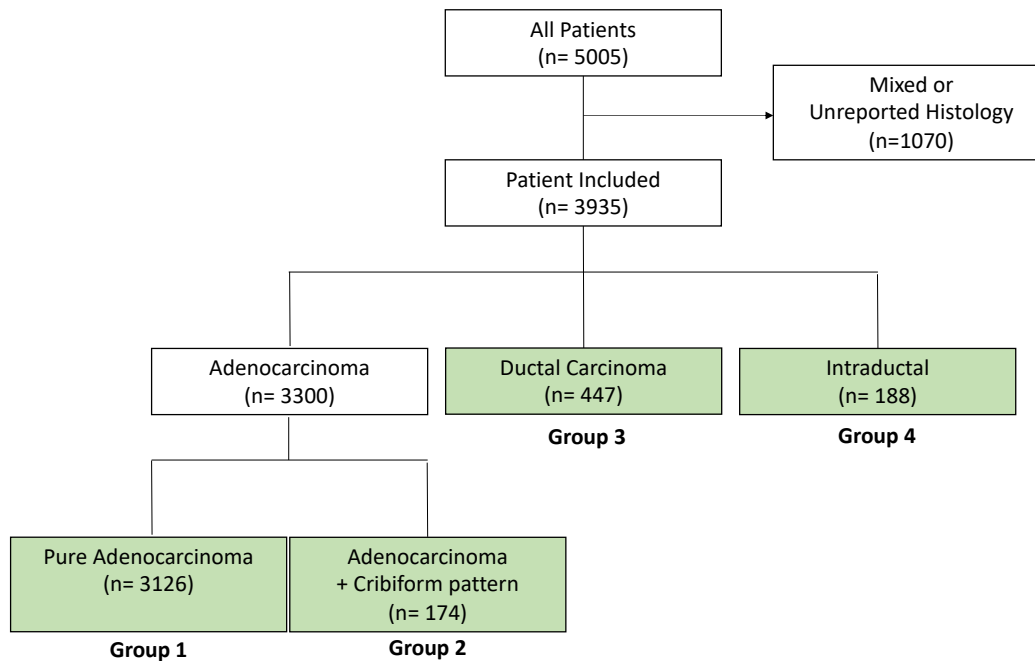 All Patients
(n= 5005)
Mixed or
Unreported Histology
(n=1070)
Patient Included
(n= 3935)
Adenocarcinoma
(n= 3300)
Ductal Carcinoma
(n= 447)
Intraductal
(n= 188)
Group 3
Group 4
Pure Adenocarcinoma
(n= 3126)
Adenocarcinoma
+ Cribiform pattern
(n= 174)
Group 1
Group 2